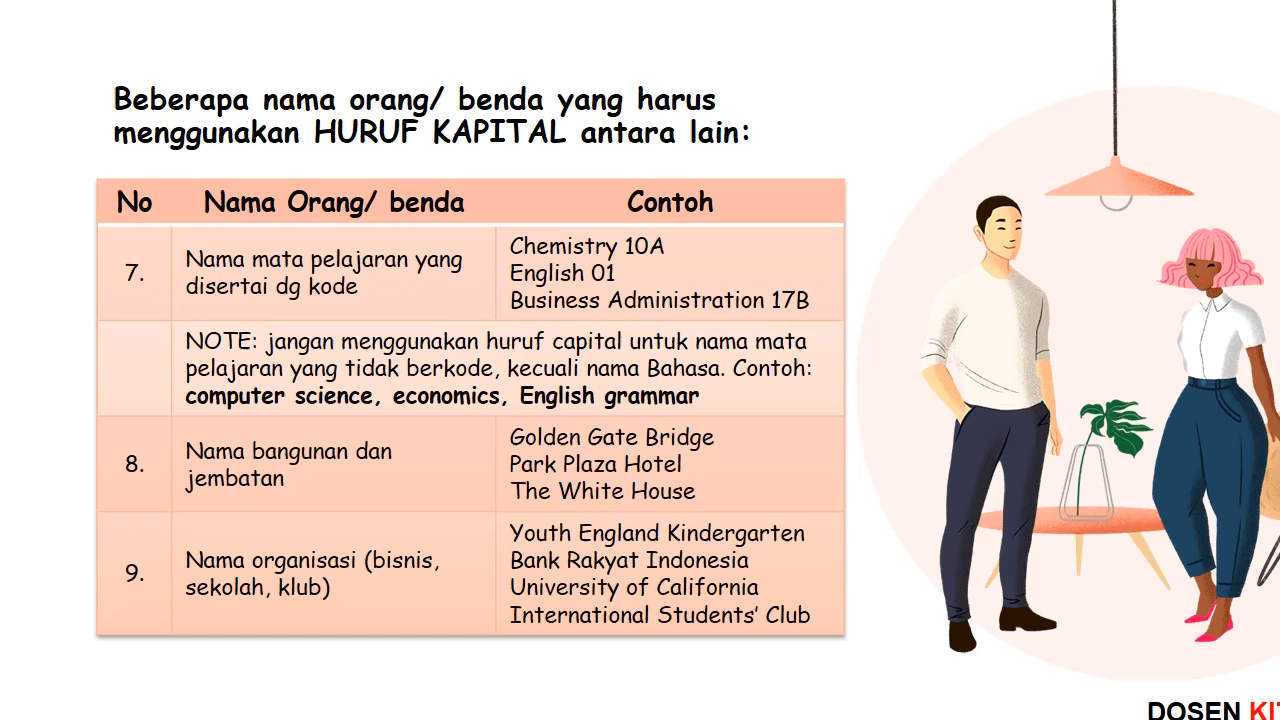 Beberapa nama orang/ benda yang harus
menggunakan HURUF KAPITAL antara lain:
No Nama Orang/ benda Contoh
7.
Nama mata pelajaran yang
disertai dg kode
Chemistry 10A
English 01
Business Administration 17B
NOTE: jangan menggunakan huruf capital untuk nama mata
pelajaran yang tidak berkode, kecuali nama Bahasa. Contoh:
computer science, economics, English grammar
8.
Nama bangunan dan
jembatan
Golden Gate Bridge
Park Plaza Hotel
The White House
9.
Nama organisasi (bisnis,
sekolah, klub)
Youth England Kindergarten
Bank Rakyat Indonesia
University of California
International Students’ Club
DOSEN